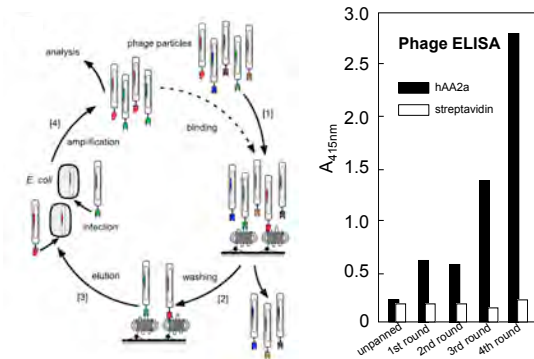 phage particles
analysis
[1]
binding
[4]
amplification
E. coli
infection
elution
[3]
washing
[2]
Phage ELISA
hAA2a
streptavidin
A415nm
3.0
2.5
2.0
1.5
1.0
0.5
0.0
unpanned
1st round
2nd round
3rd round
4th round